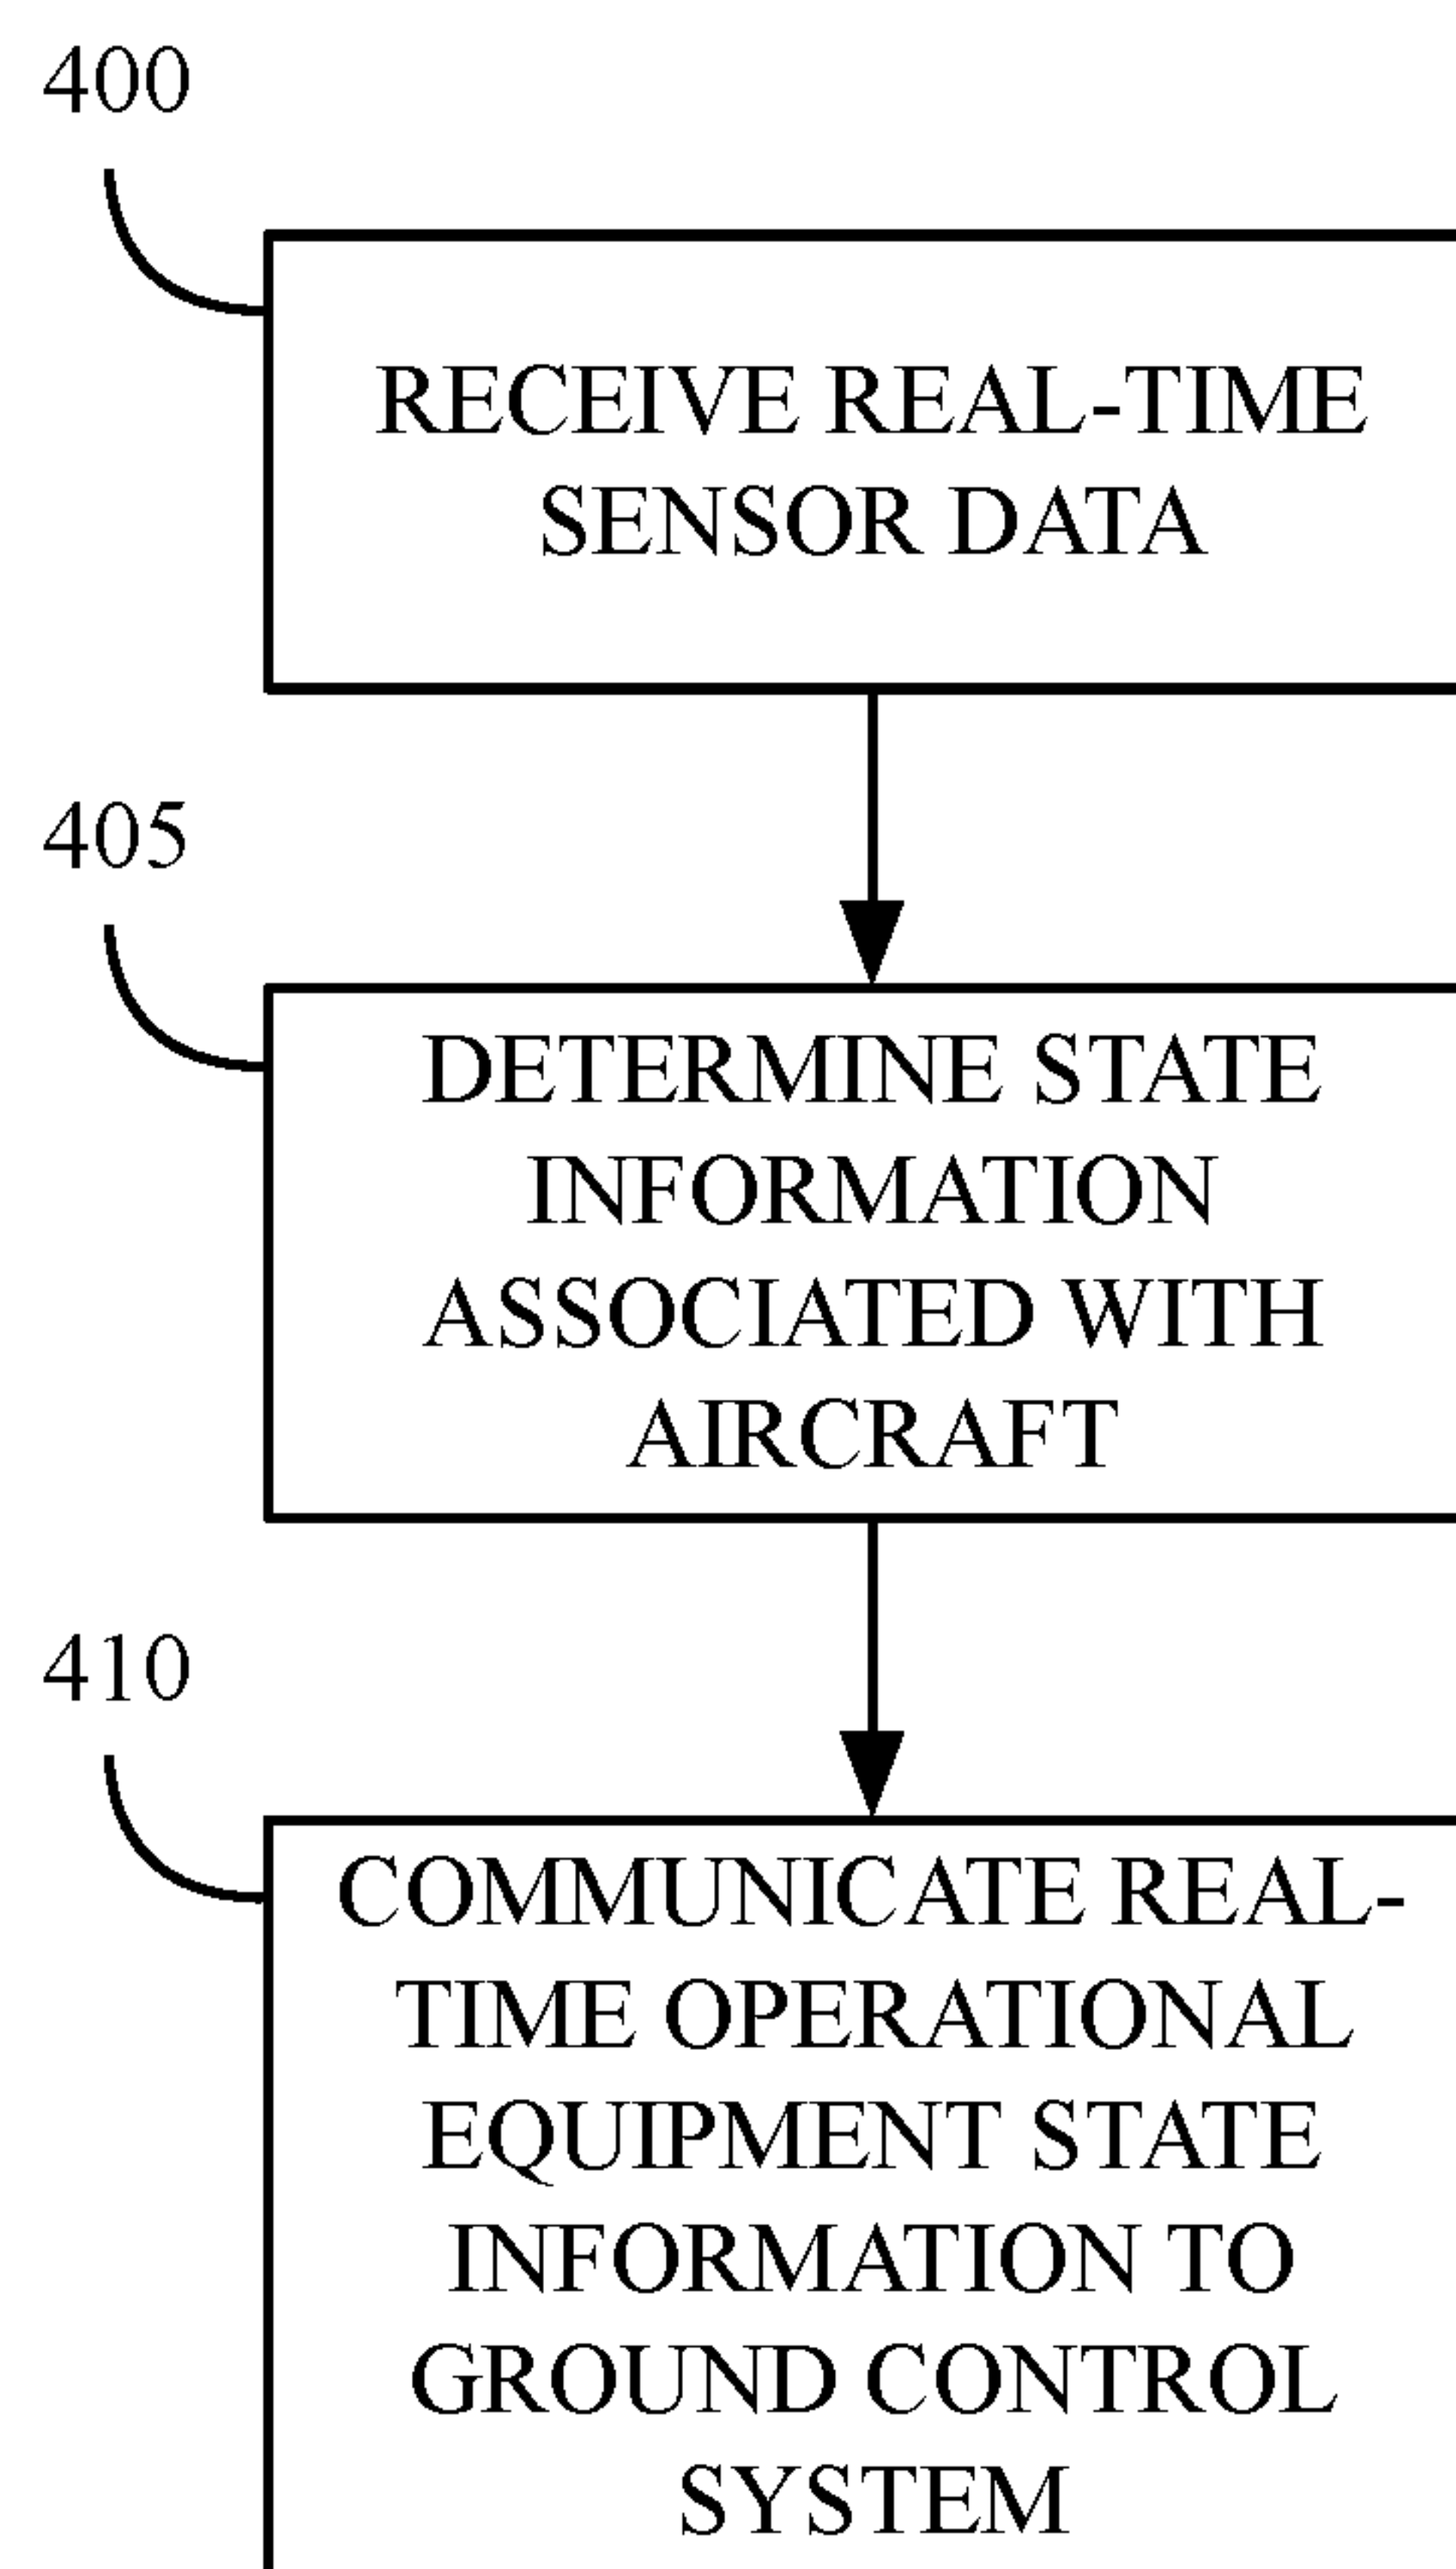 400
RECEIVE REAL-TIME
SENSOR DATA
405
DETERMINE STATE
INFORMATION
ASSOCIATED WITH
AIRCRAFT
410
COMMUNICATE REAL-
TIME OPERATIONAL
EQUIPMENT STATE
INFORMATION TO
GROUND CONTROL
SYSTEM